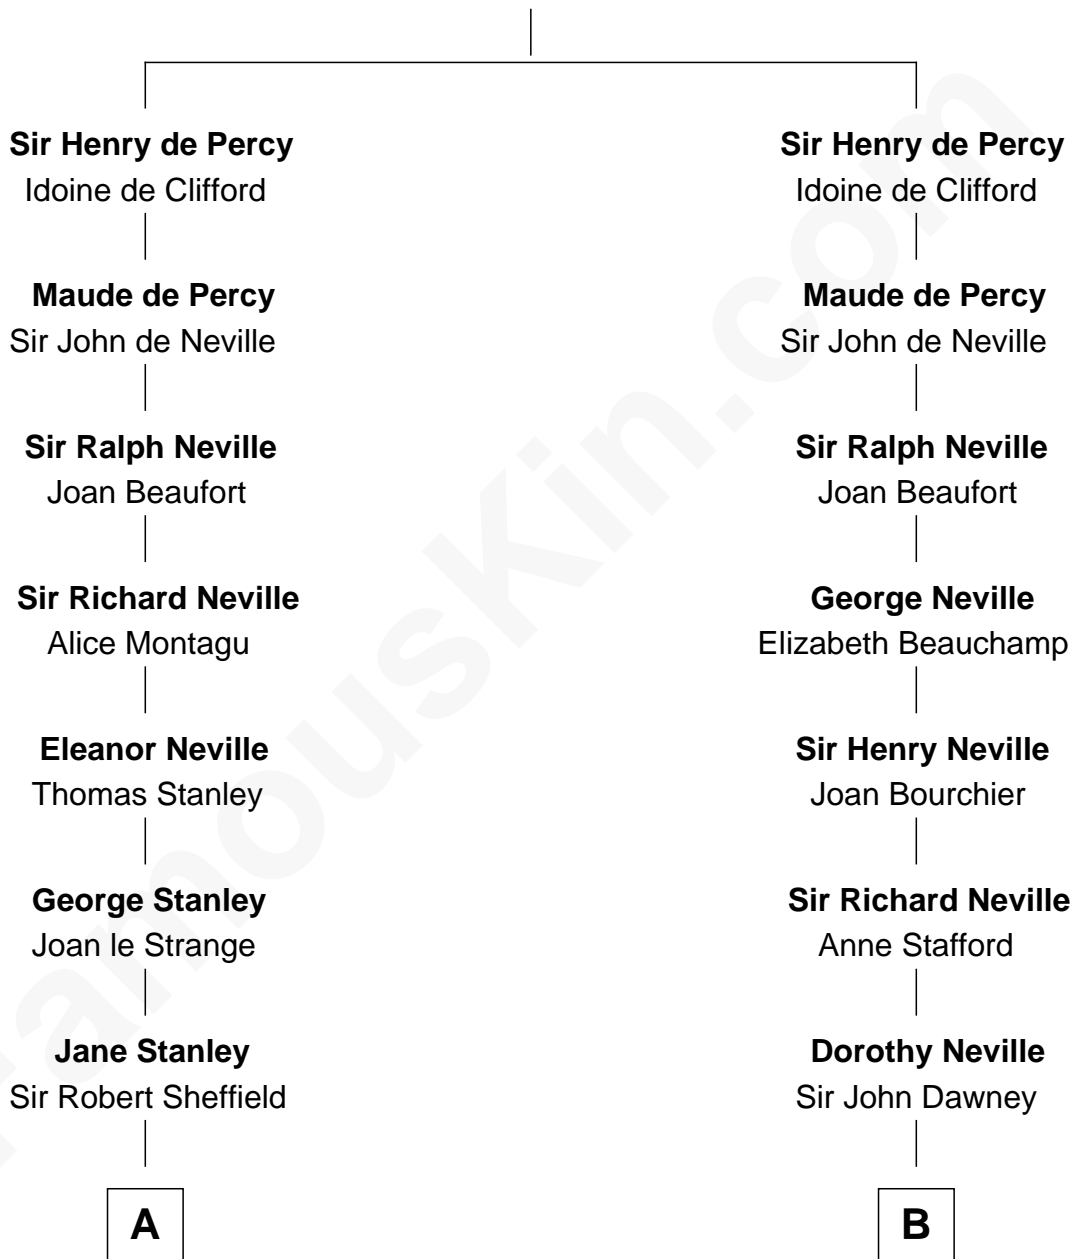 Sir Henry de Percy
Idoine de Clifford
Maude de Percy
Sir John de Neville
Sir Ralph Neville
Joan Beaufort
Sir Richard Neville
Alice Montagu
Eleanor Neville
Thomas Stanley
George Stanley
Joan le Strange
Jane Stanley
Sir Robert Sheffield
A
Sir Henry de Percy
Idoine de Clifford
Maude de Percy
Sir John de Neville
Sir Ralph Neville
Joan Beaufort
George Neville
Elizabeth Beauchamp
Sir Henry Neville
Joan Bourchier
Sir Richard Neville
Anne Stafford
Dorothy Neville
Sir John Dawney
B
FamousKin.com